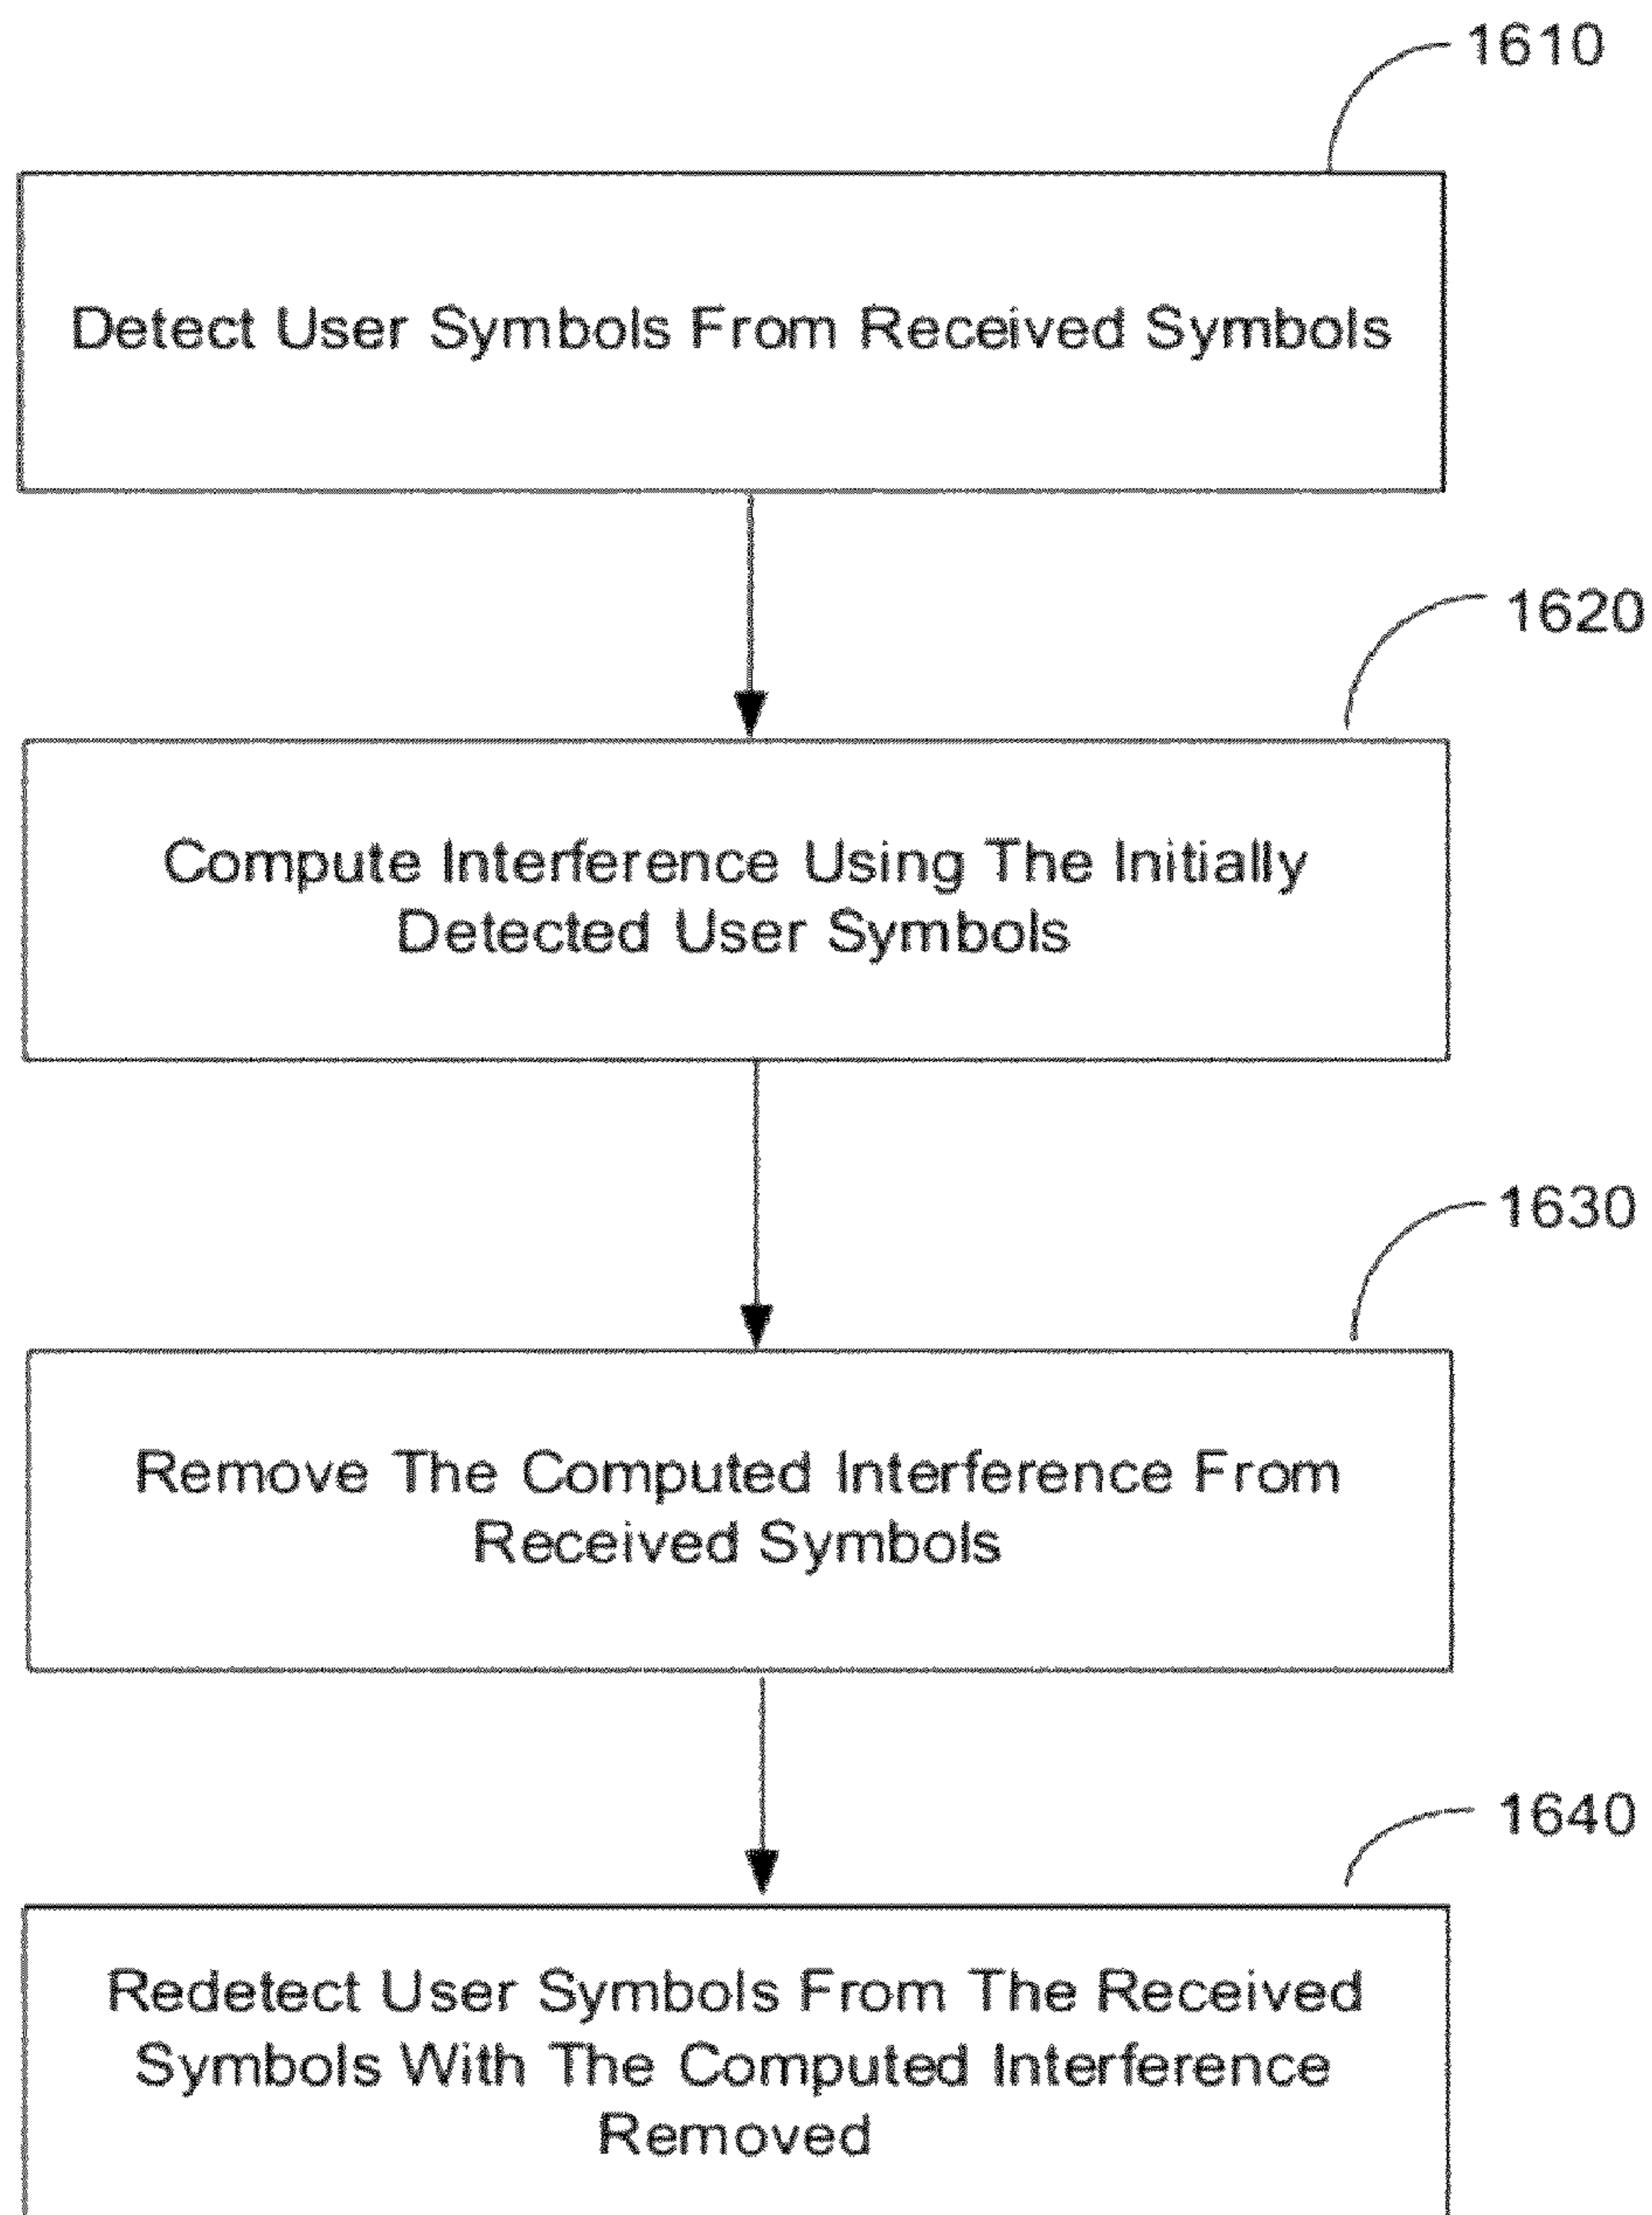 1610
Detect User Symbols From Received Symbols
1620
Compute Interference Using The Initially
Detected User Symbols
1630
Remove The Computed Interference From
Received Symbols
1640
Redetect User Symbols From The Received
Symbols With The Computed Interference
Removed